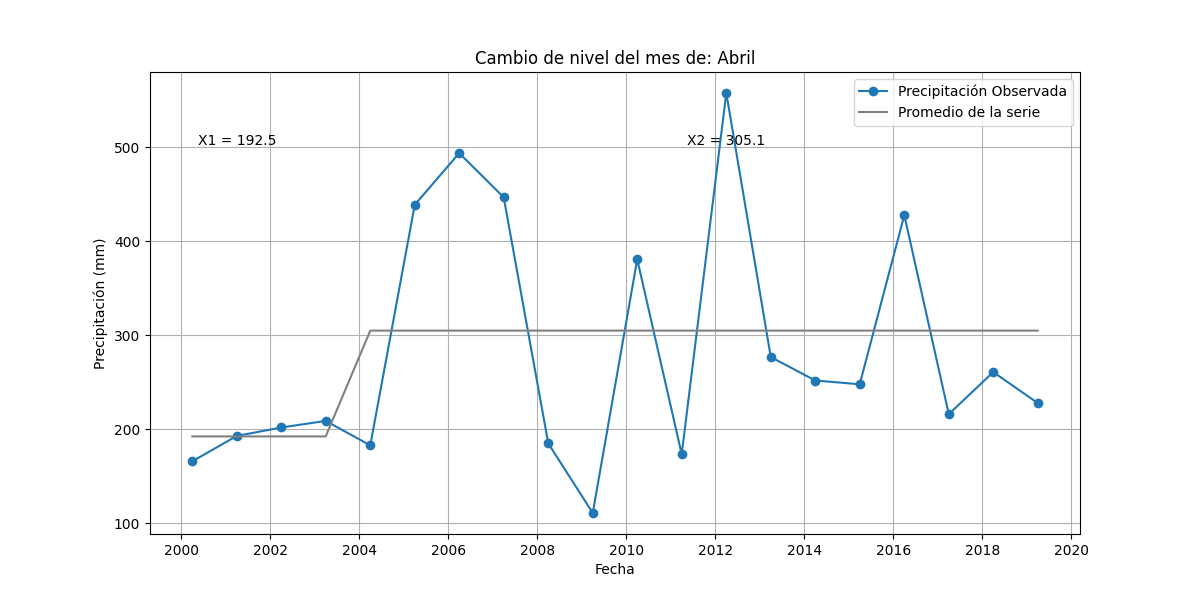 Cambio de nivel del mes de: Abril
Precipitación Observada
Promedio de la serie
X1 = 192.5
X2 = 305.1
Precipitación (mm)
500
400
300
200
100
2000 2002 2004 2006 2008 2010 2012 2014 2016 2018 2020
Fecha